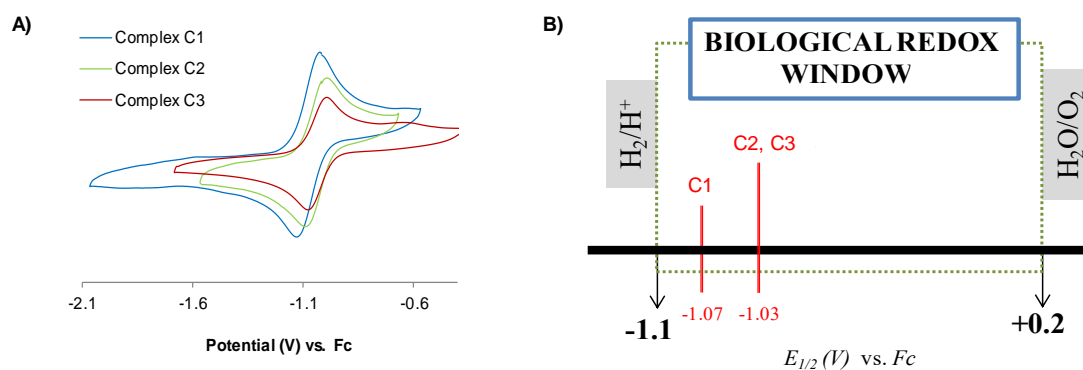 A)
Complex C1
Complex C2
Complex C3
-2.1
-1.6
-1.1
-0.6
Potential (V) vs. Fc
B)
BIOLOGICAL REDOX
WINDOW
H₂/H⁺
H₂O/O₂
C2, C3
C1
-1.07
-1.03
-1.1
+0.2
E₁/₂ (V) vs. Fc